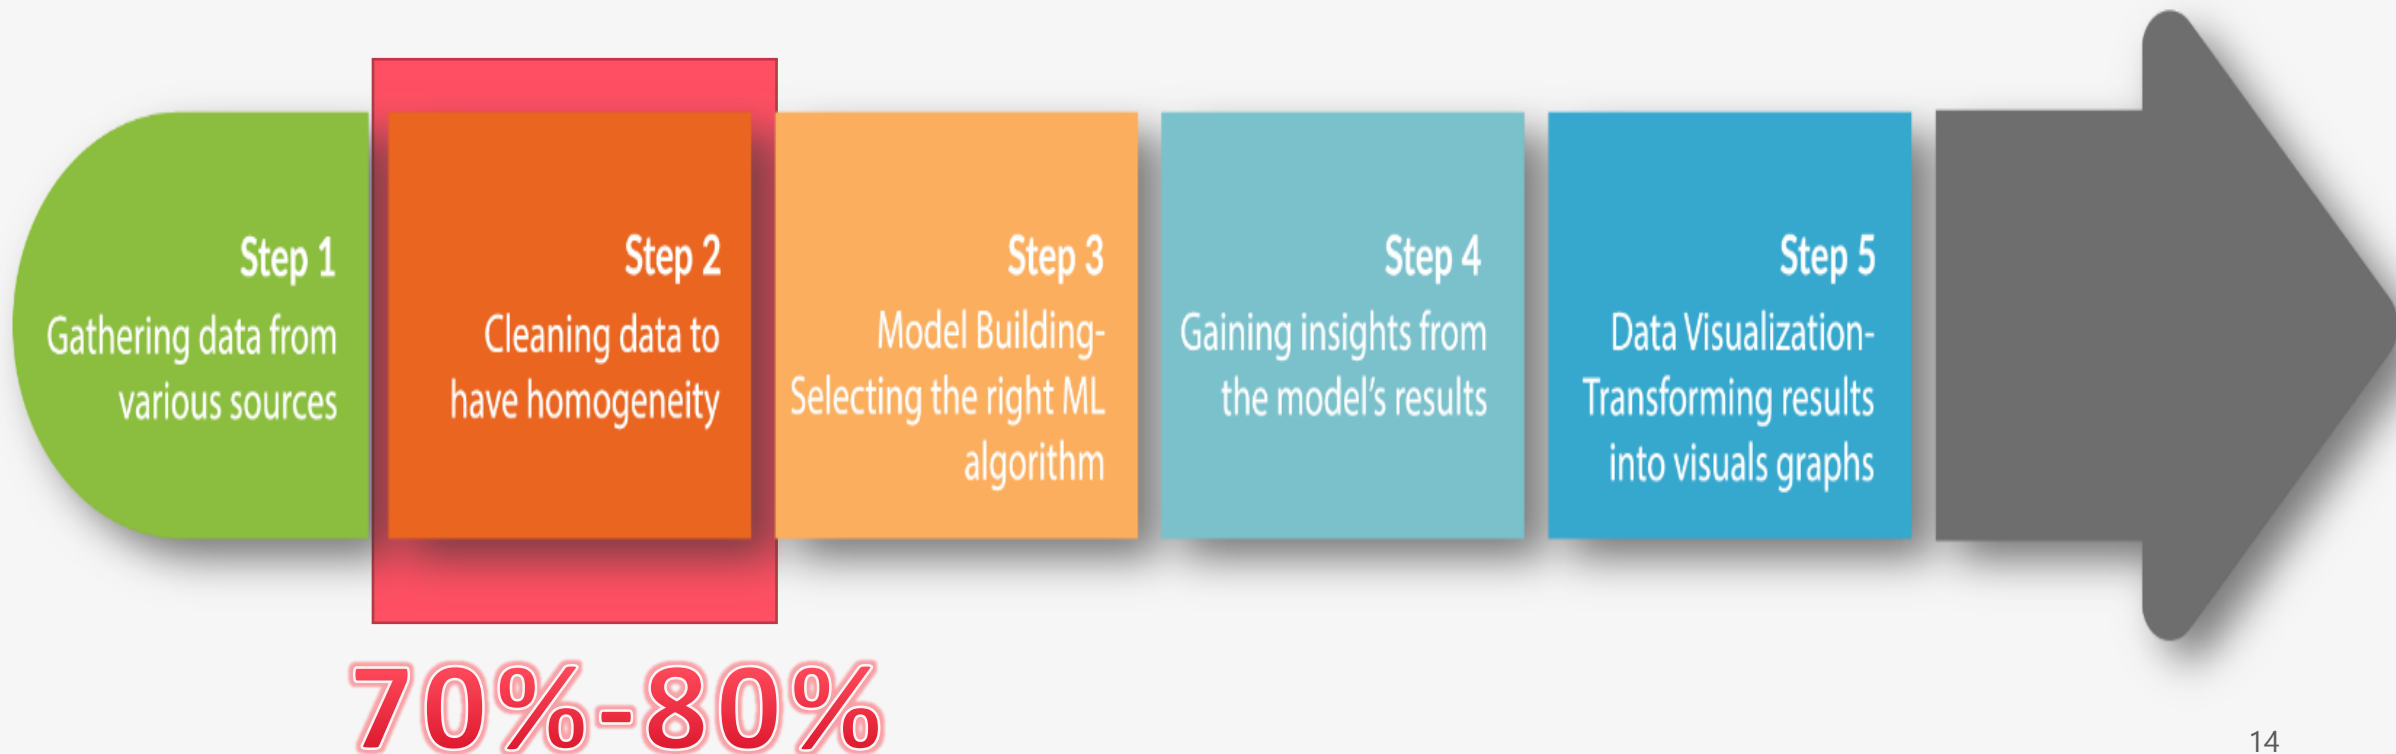 Step 1
Gathering data from
various sources
Step 2
Cleaning data to
have homogeneity
Step 3
Model Building-
Selecting the right ML
algorithm
Step 4
Gaining insights from
the model’s results
Step 5
Data Visualization-
Transforming results
into visuals graphs
70%-80%
14